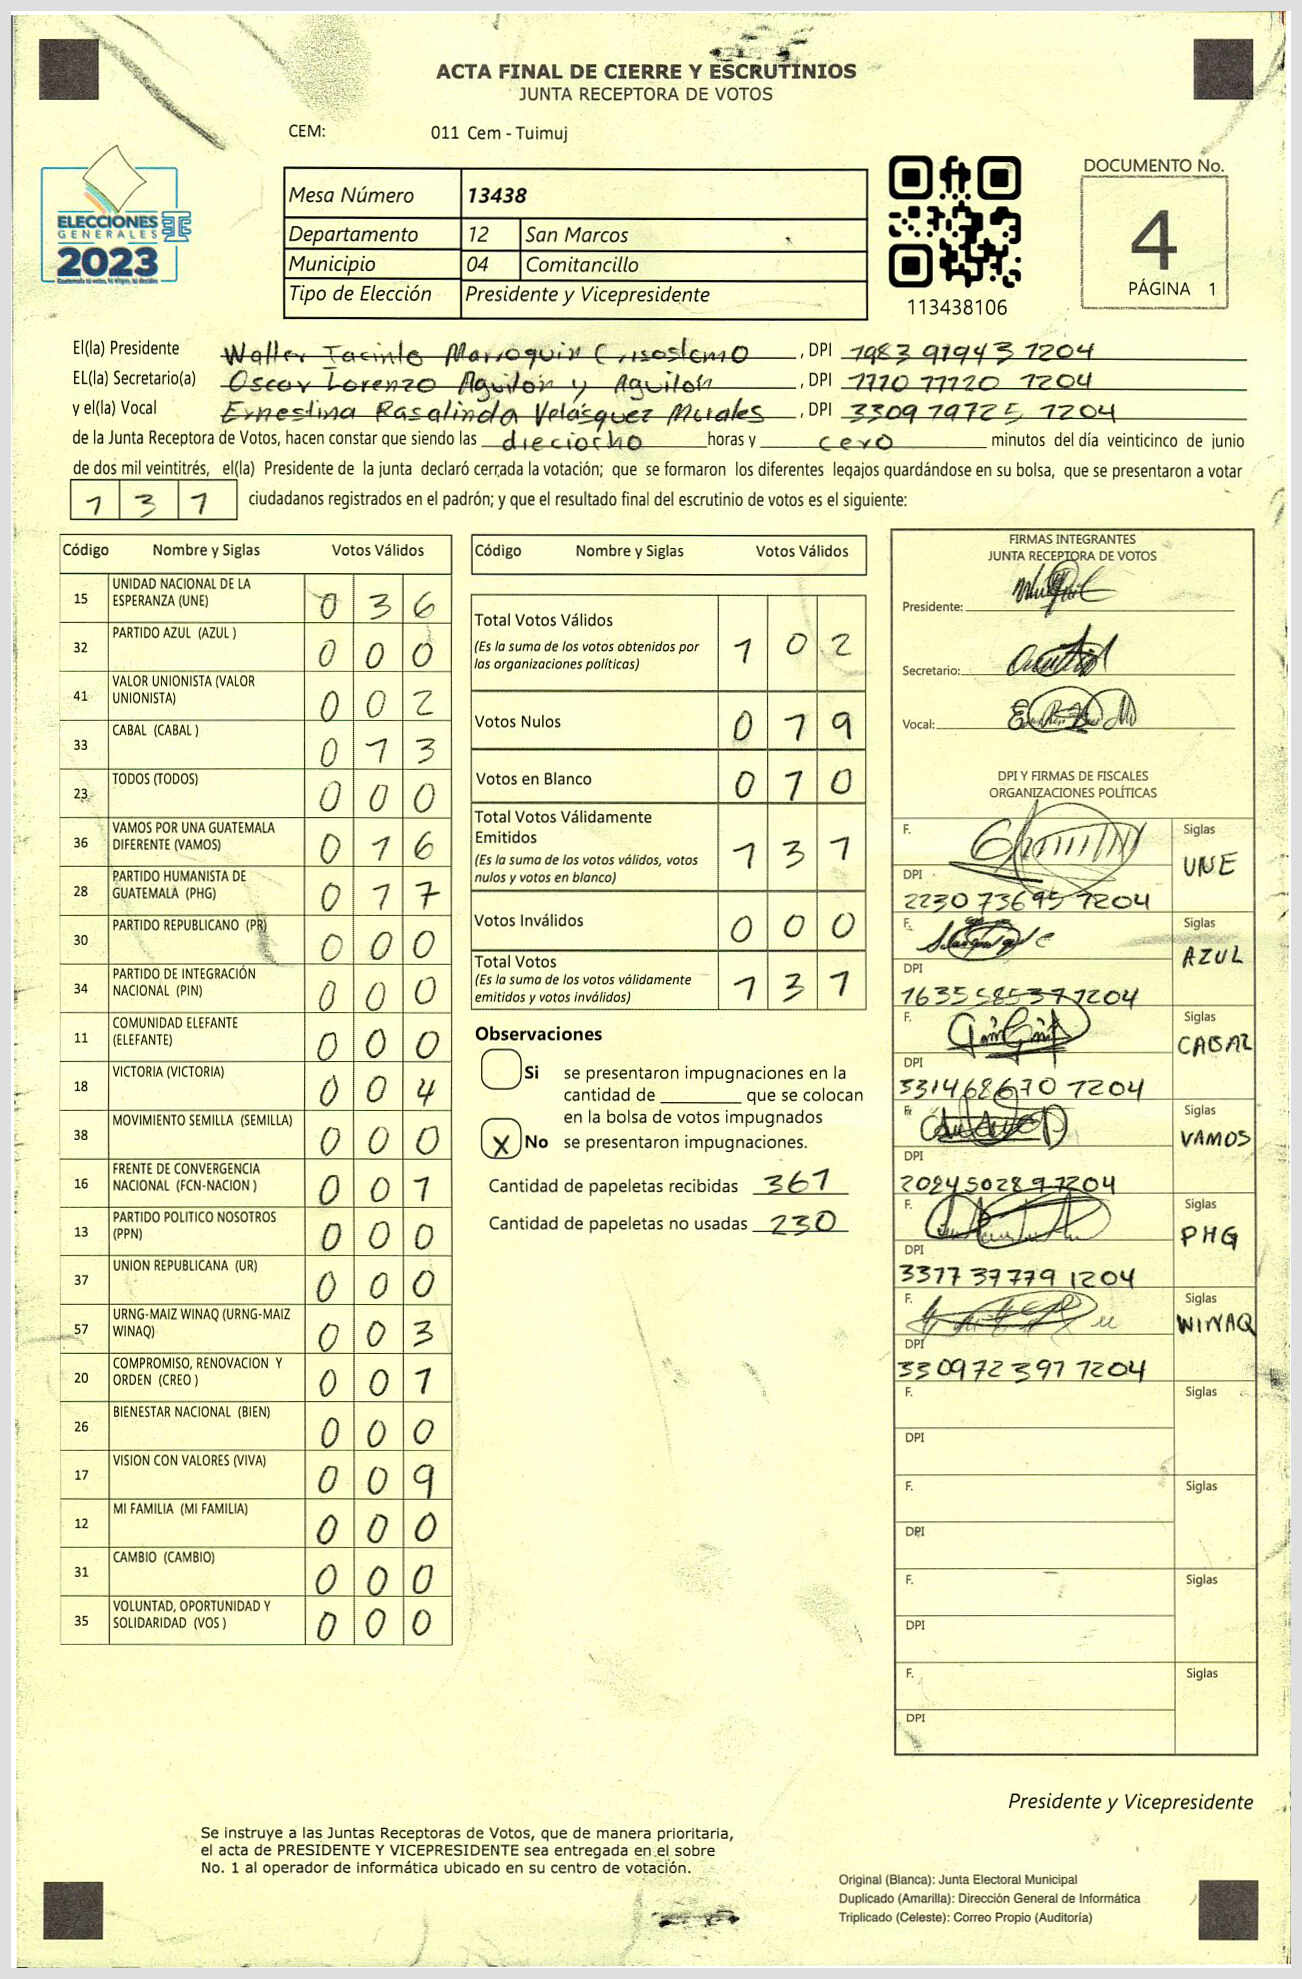 ACTA FINAL DE CIERRE Y ESCRUTINIOS
JUNTA RECEPTORA DE VOTOS
CEM: 011 Cem - Tuimuj
ELECCIONES
GENERALES
2023
Mesa Número 13438
Departamento 12 San Marcos
Municipio 04 Comitancillo
Tipo de Elección Presidente y Vicepresidente
113438106
DOCUMENTO No.
4
PÁGINA 1
El(la) Presidente Walter Jacinto Marroquin Crisostomo, DPI 1983 91943 1204
EL(la) Secretario(a) Oscar Lorenzo Aguilón y Aguilón, DPI 1710 11120 1204
y el(la) Vocal Ernestina Rosalinda Velásquez Morales, DPI 3309 79725 1204
de la Junta Receptora de Votos, hacen constar que siendo las dieciocho horas y cero minutos del día veinticinco de junio
de dos mil veintitrés, el(la) Presidente de la junta declaró cerrada la votación; que se formaron los diferentes legajos quardándose en su bolsa, que se presentaron a votar
1 3 1 ciudadanos registrados en el padrón; y que el resultado final del escrutinio de votos es el siguiente:
Código Nombre y Siglas Votos Válidos
15 UNIDAD NACIONAL DE LA ESPERANZA (UNE) 0 3 6
32 PARTIDO AZUL (AZUL ) 0 0 0
41 VALOR UNIONISTA (VALOR UNIONISTA) 0 0 2
33 CABAL (CABAL ) 0 1 3
23 TODOS (TODOS) 0 0 0
36 VAMOS POR UNA GUATEMALA DIFERENTE (VAMOS) 0 1 6
28 PARTIDO HUMANISTA DE GUATEMALA (PHG) 0 1 7
30 PARTIDO REPUBLICANO (PR) 0 0 0
34 PARTIDO DE INTEGRACIÓN NACIONAL (PIN) 0 0 0
11 COMUNIDAD ELEFANTE (ELEFANTE) 0 0 0
18 VICTORIA (VICTORIA) 0 0 4
38 MOVIMIENTO SEMILLA (SEMILLA) 0 0 0
16 FRENTE DE CONVERGENCIA NACIONAL (FCN-NACION ) 0 0 1
13 PARTIDO POLITICO NOSOTROS (PPN) 0 0 0
37 UNION REPUBLICANA (UR) 0 0 0
57 URNG-MAIZ WINAQ (URNG-MAIZ WINAQ) 0 0 3
20 COMPROMISO, RENOVACION Y ORDEN (CREO ) 0 0 1
26 BIENESTAR NACIONAL (BIEN) 0 0 0
17 VISION CON VALORES (VIVA) 0 0 9
12 MI FAMILIA (MI FAMILIA) 0 0 0
31 CAMBIO (CAMBIO) 0 0 0
35 VOLUNTAD, OPORTUNIDAD Y SOLIDARIDAD (VOS ) 0 0 0
Código Nombre y Siglas Votos Válidos
Total Votos Válidos 1 0 2
(Es la suma de los votos obtenidos por
las organizaciones políticas)
Votos Nulos 0 1 9
Votos en Blanco 0 1 0
Total Votos Válidamente
Emitidos 1 3 1
(Es la suma de los votos válidos, votos
nulos y votos en blanco)
Votos Inválidos 0 0 0
Total Votos 1 3 1
(Es la suma de los votos válidamente
emitidos y votos inválidos)
Observaciones
Si se presentaron impugnaciones en la
cantidad de ________ que se colocan
en la bolsa de votos impugnados
X No se presentaron impugnaciones.
Cantidad de papeletas recibidas 361
Cantidad de papeletas no usadas 230
FIRMAS INTEGRANTES
JUNTA RECEPTORA DE VOTOS
Presidente:
Secretario:
Vocal:
DPI Y FIRMAS DE FISCALES
ORGANIZACIONES POLÍTICAS
F. Siglas
UNE
DPI
2230 73695 1204
F. Siglas
AZUL
DPI
1635 58537 1204
F. Siglas
CABAL
DPI
3314 68670 1204
F. Siglas
VAMOS
DPI
2024 50289 1204
F. Siglas
PHG
DPI
3317 37779 1204
F. Siglas
WINAQ
DPI
3309 72397 1204
F. Siglas
DPI
F. Siglas
DPI
F. Siglas
DPI
F. Siglas
DPI
Presidente y Vicepresidente
Se instruye a las Juntas Receptoras de Votos, que de manera prioritaria,
el acta de PRESIDENTE Y VICEPRESIDENTE sea entregada en el sobre
No. 1 al operador de informática ubicado en su centro de votación.
Original (Blanca): Junta Electoral Municipal
Duplicado (Amarilla): Dirección General de Informática
Triplicado (Celeste): Correo Propio (Auditoría)